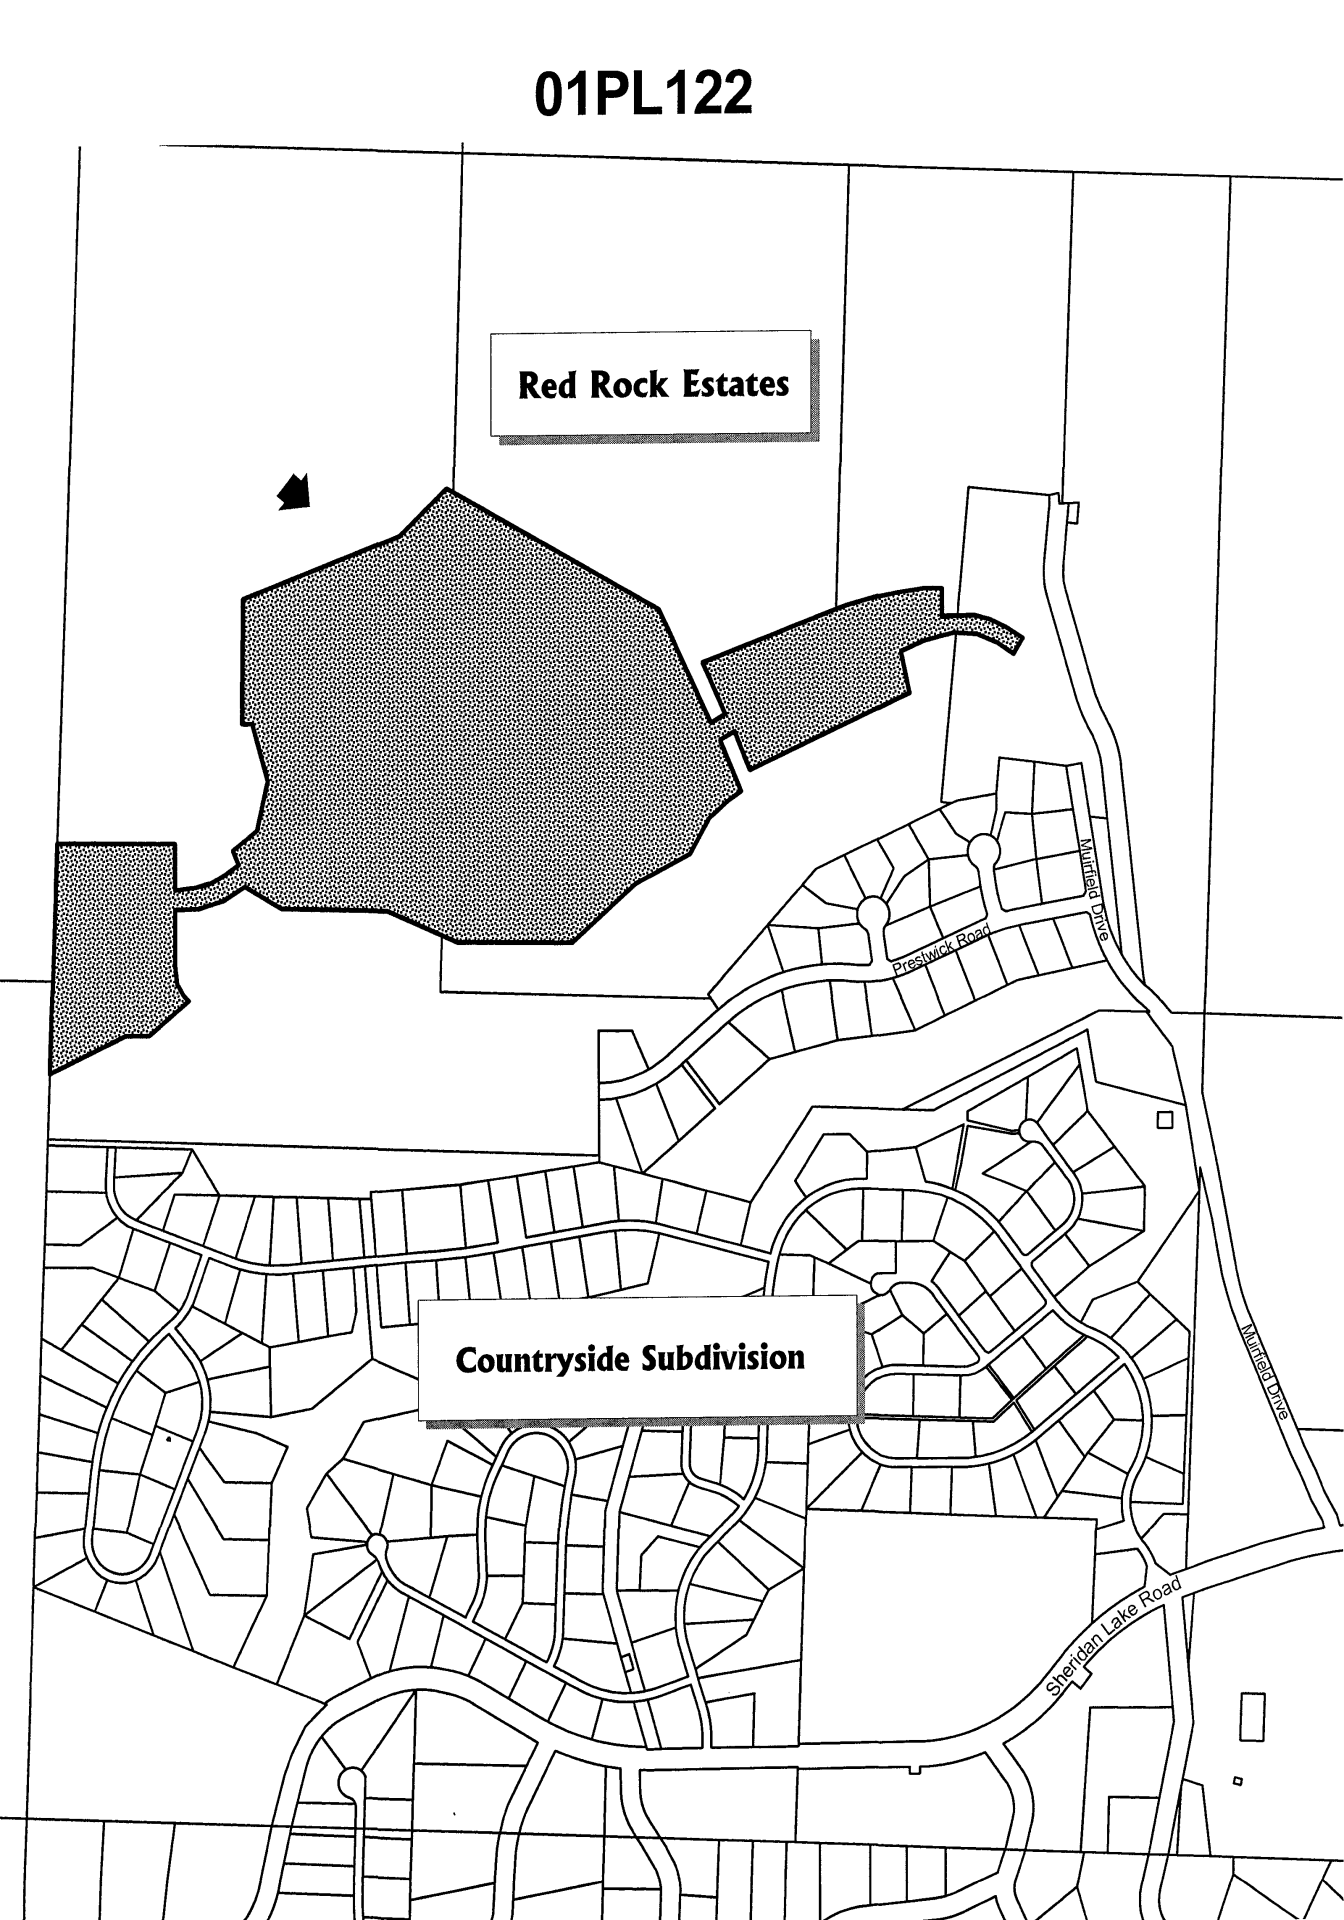 01PL122
Red Rock Estates
Muirfield Drive
Prestwick Road
Countryside Subdivision
Muirfield Drive
Sheridan Lake Road